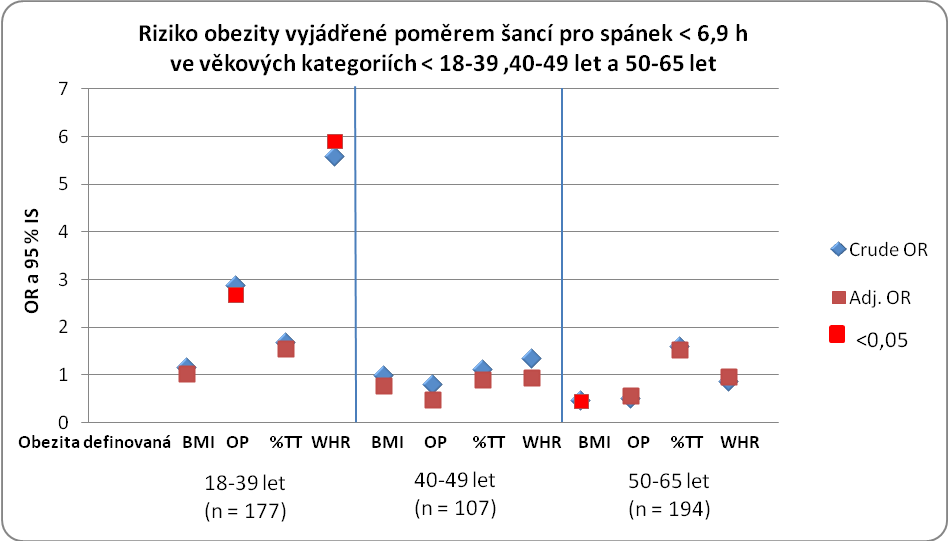 Riziko obezity vyjádřené poměrem šancí pro spánek < 6,9 h
ve věkových kategoriích < 18-39 ,40-49 let a 50-65 let
OR a 95 % IS
7
6
5
4
3
2
1
0
Crude OR
Adj. OR
<0,05
Obezita definovaná BMI OP %TT WHR BMI OP %TT WHR BMI OP %TT WHR
18-39 let
(n = 177)
40-49 let
(n = 107)
50-65 let
(n = 194)